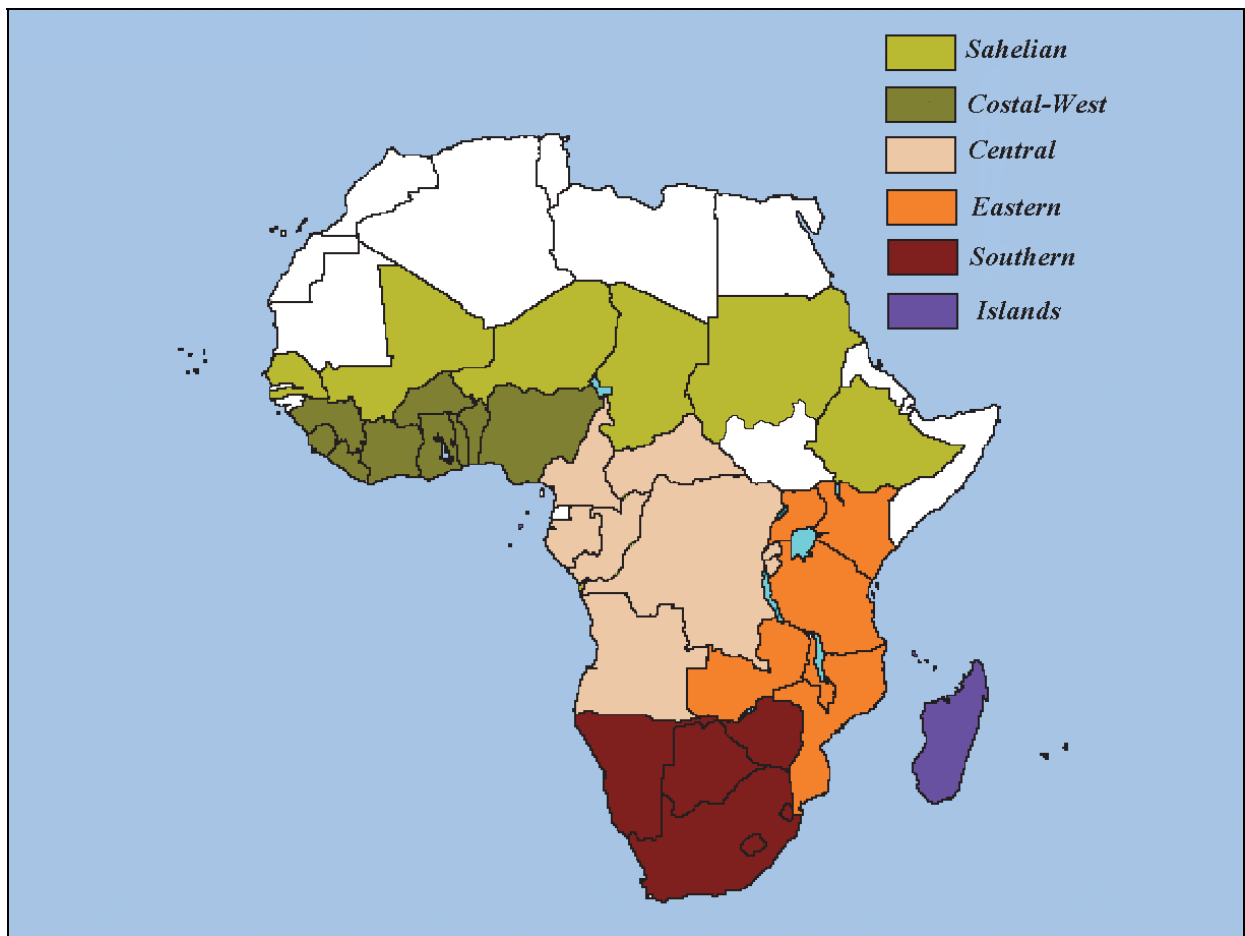 Sahelian
Costal-West
Central
Eastern
Southern
Islands